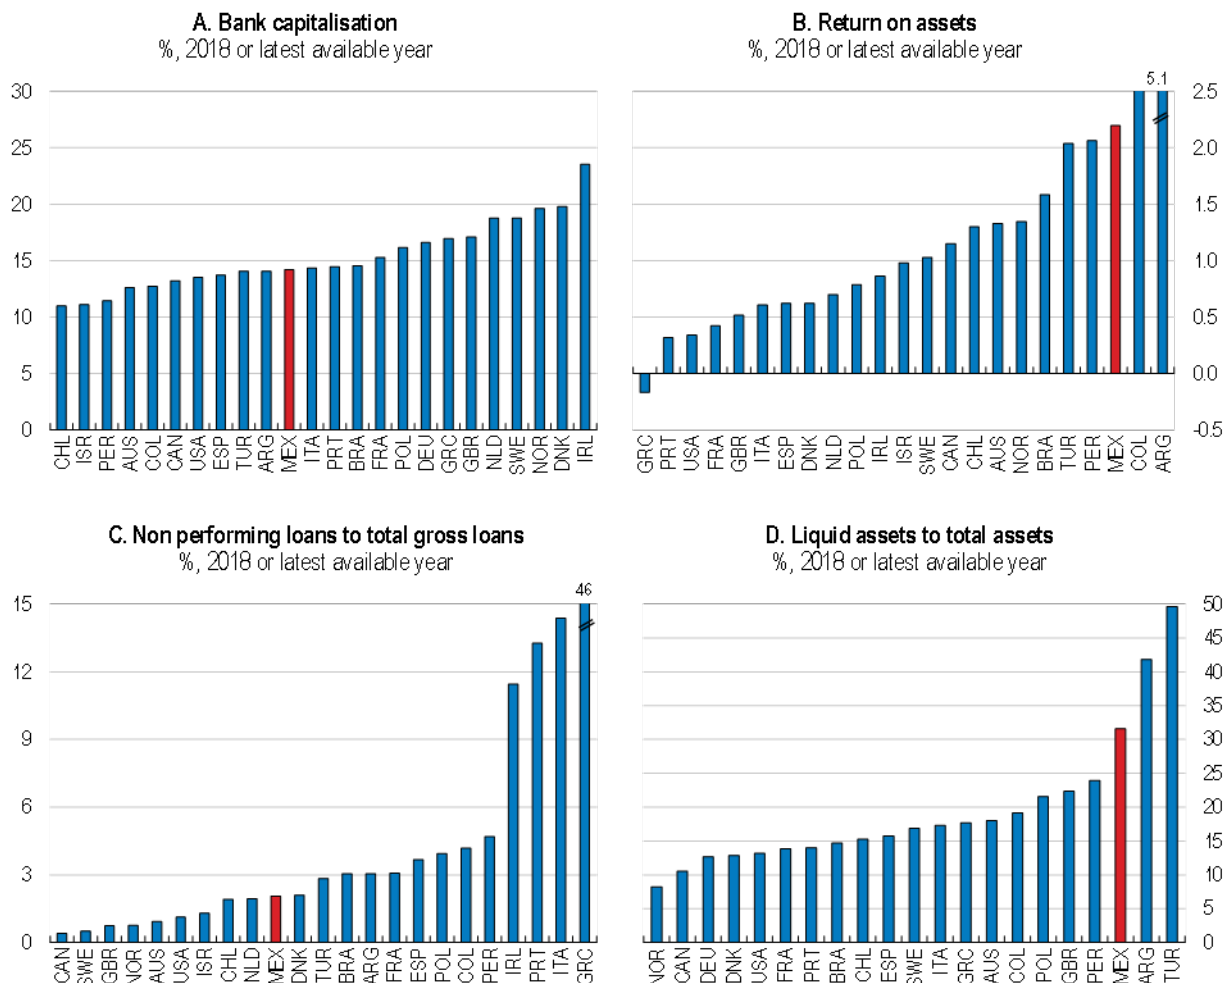 A. Bank capitalisation
%, 2018 or latest available year
30
25
20
15
10
5
0
CHL ISR PER AUS COL CAN USA ESP TUR ARG MEX ITA PRT BRA FRA POL DEU GRC GBR NLD SWE NOR DNK IRL
B. Return on assets
%, 2018 or latest available year
5.1
2.5
2.0
1.5
1.0
0.5
0.0
-0.5
GRC PRT USA FRA GBR ITA ESP DNK NLD POL IRL ISR SWE CAN CHL AUS NOR BRA TUR PER MEX COL ARG
C. Non performing loans to total gross loans
%, 2018 or latest available year
46
15
12
9
6
3
0
CAN SWE GBR NOR AUS USA ISR CHL NLD MEX DNK TUR BRA ARG FRA ESP POL COL PER IRL PRT ITA GRC
D. Liquid assets to total assets
%, 2018 or latest available year
50
45
40
35
30
25
20
15
10
5
0
NOR CAN DEU DNK USA FRA PRT BRA CHL ESP SWE ITA GRC AUS COL POL GBR PER MEX ARG TUR